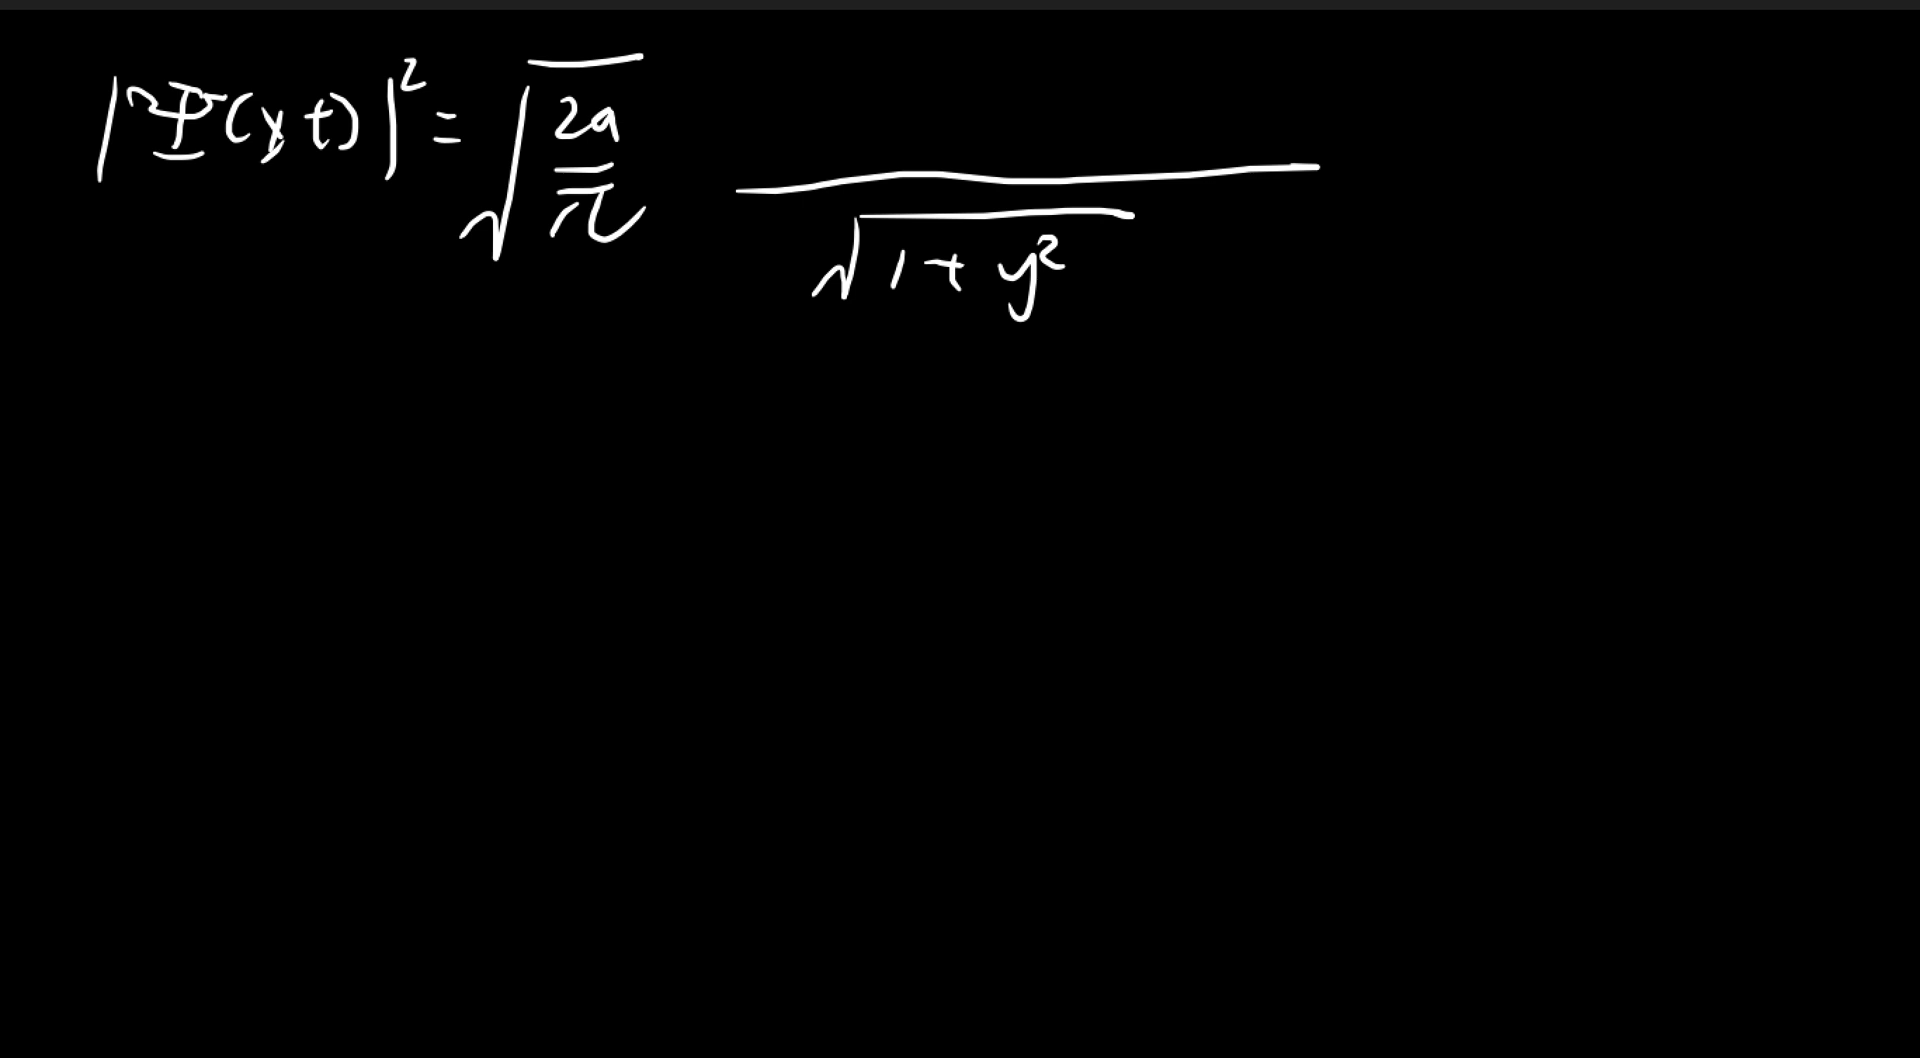 |Ψ(x,t)|² = √(2a/π) ――― / √(1 + y²)